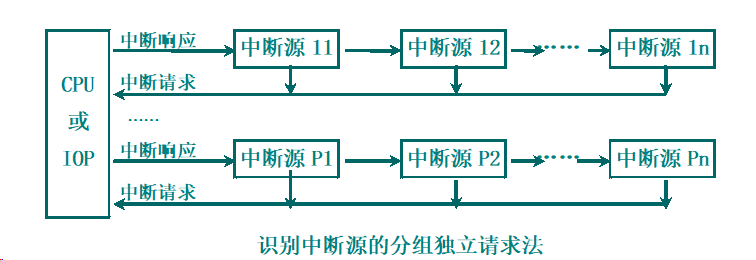 中断响应 中断源 11 中断源 12 …… 中断源 1n
中断请求
CPU
或
IOP
……
中断响应 中断源 P1 中断源 P2 …… 中断源 Pn
中断请求
识别中断源的分组独立请求法